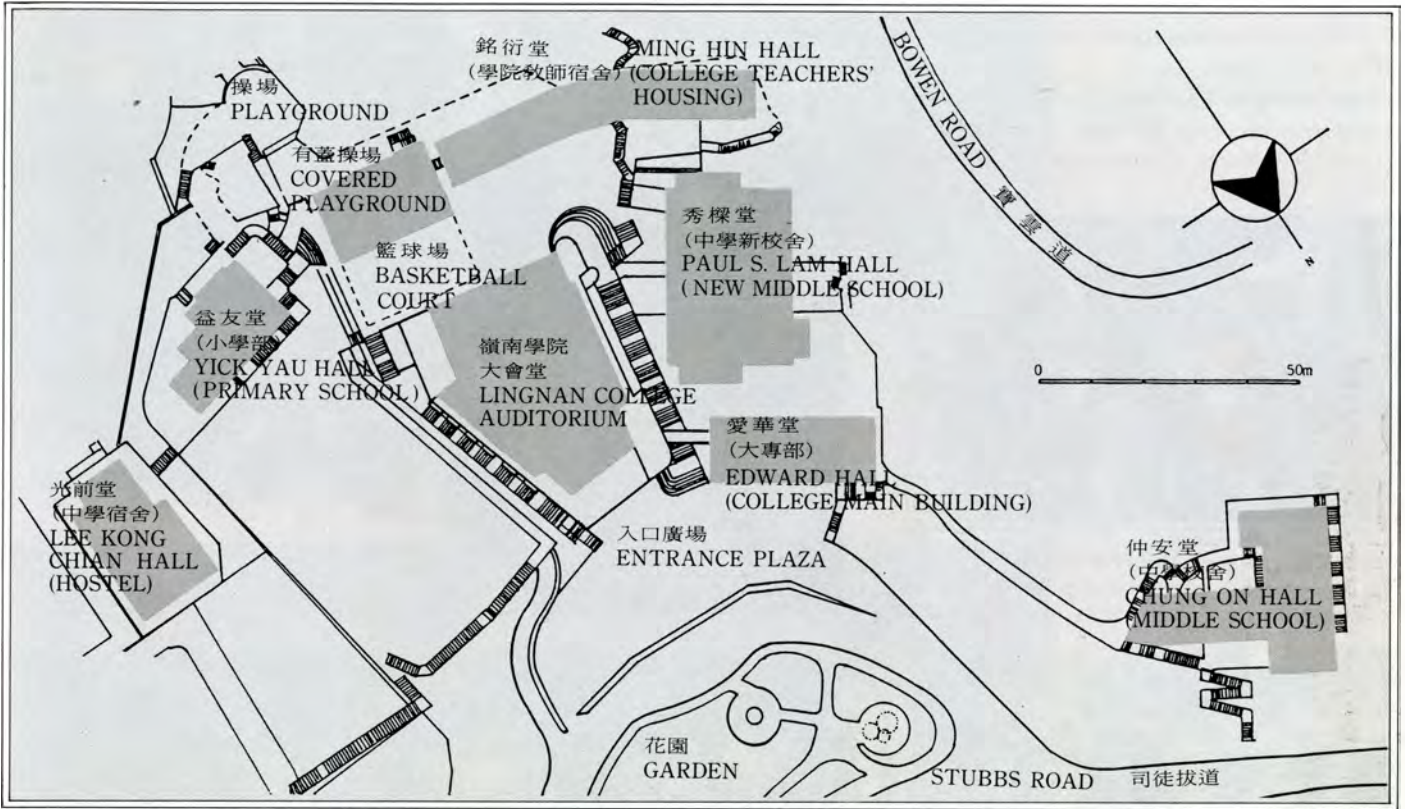 銘衍堂
(學院教師宿舍)
MING HIN HALL
(COLLEGE TEACHERS'
HOUSING)
操場
PLAYGROUND
有蓋操場
COVERED
PLAYGROUND
籃球場
BASKETBALL
COURT
秀樑堂
(中學新校舍)
PAUL S. LAM HALL
(NEW MIDDLE SCHOOL)
BOWEN ROAD 寶雲道
N
0 50m
益友堂
(小學部)
YICK YAU HALL
(PRIMARY SCHOOL)
嶺南學院
大會堂
LINGNAN COLLEGE
AUDITORIUM
愛華堂
(大專部)
EDWARD HALL
(COLLEGE MAIN BUILDING)
光前堂
(中學宿舍)
LEE KONG
CHIAN HALL
(HOSTEL)
入口廣場
ENTRANCE PLAZA
仲安堂
(中學校舍)
CHUNG ON HALL
(MIDDLE SCHOOL)
花園
GARDEN
STUBBS ROAD 司徒拔道